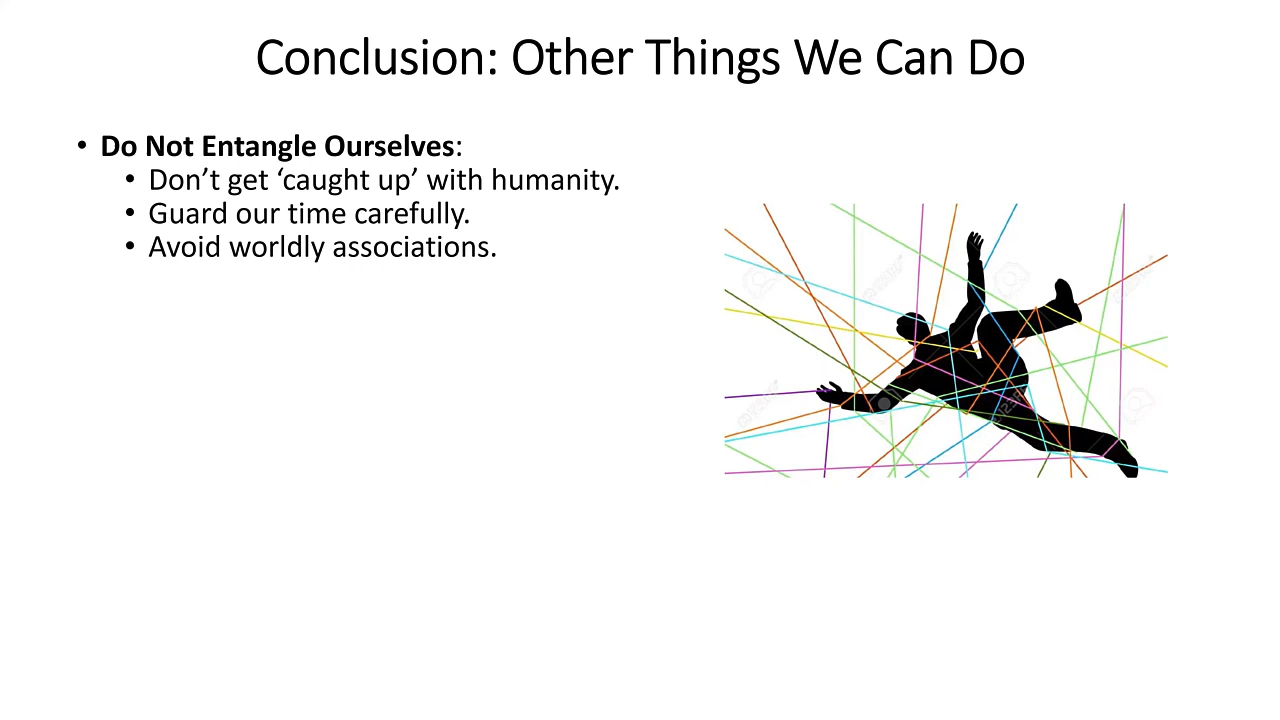 Conclusion: Other Things We Can Do
• Do Not Entangle Ourselves:
• Don’t get ‘caught up’ with humanity.
• Guard our time carefully.
• Avoid worldly associations.